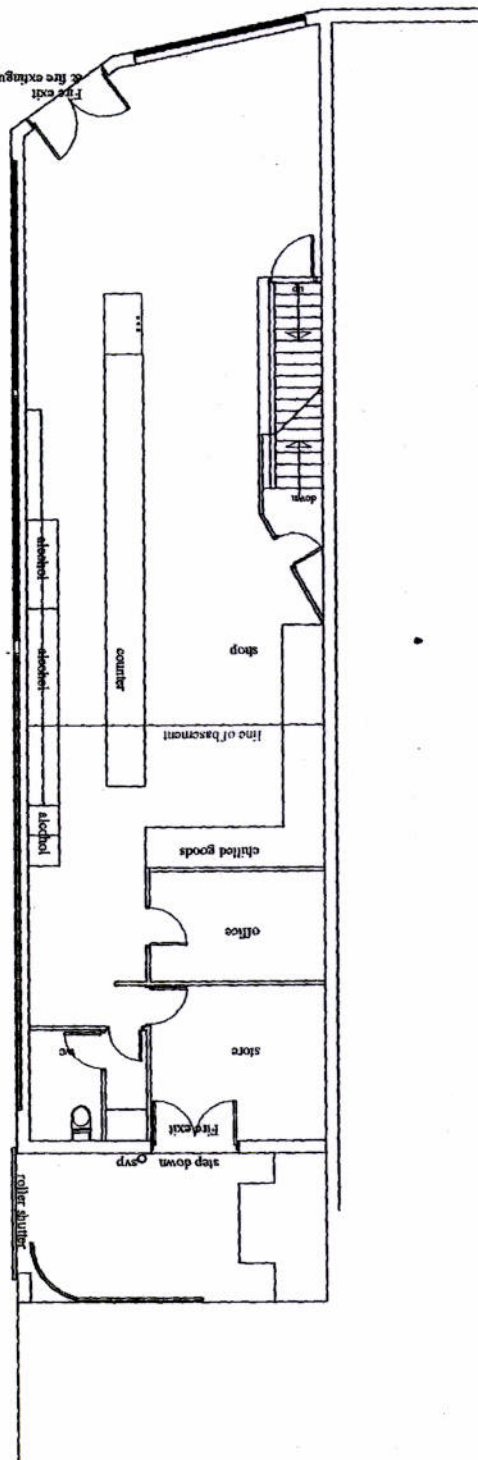 Fire exit
& fire exting
up
down
alcohol
alcohol
alcohol
counter
shop
line of basement
chilled goods
office
store
wc
Fire exit
step down
svp
roller shutter